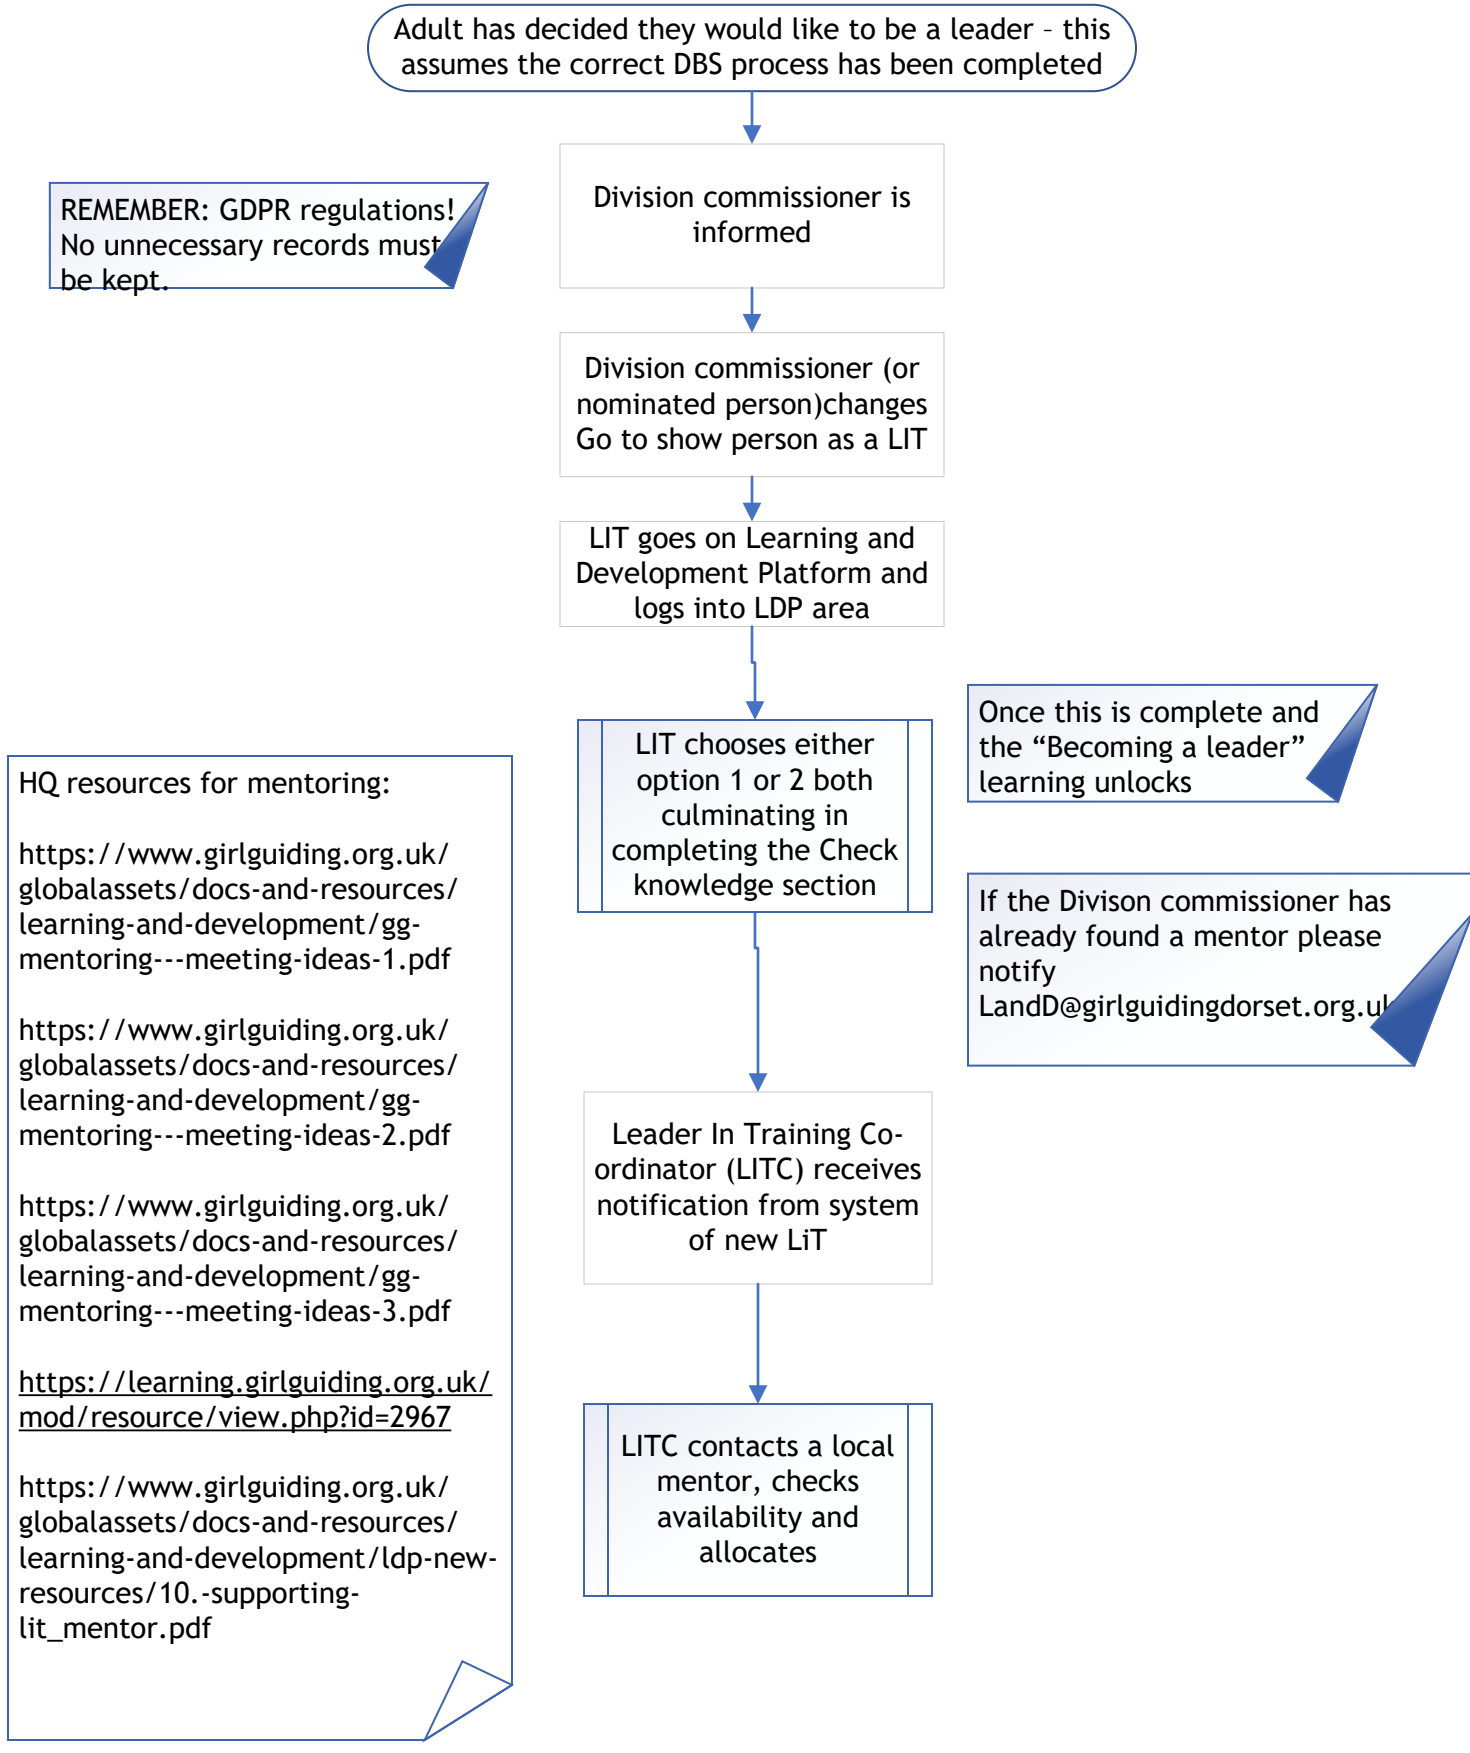 Adult has decided they would like to be a leader – this
assumes the correct DBS process has been completed
Division commissioner is
informed
REMEMBER: GDPR regulations!
No unnecessary records must
be kept.
Division commissioner (or
nominated person)changes
Go to show person as a LIT
LIT goes on Learning and
Development Platform and
logs into LDP area
LIT chooses either
option 1 or 2 both
culminating in
completing the Check
knowledge section
Once this is complete and
the “Becoming a leader”
learning unlocks
If the Divison commissioner has
already found a mentor please
notify
LandD@girlguidingdorset.org.uk
HQ resources for mentoring:
https://www.girlguiding.org.uk/
globalassets/docs-and-resources/
learning-and-development/gg-
mentoring---meeting-ideas-1.pdf
https://www.girlguiding.org.uk/
globalassets/docs-and-resources/
learning-and-development/gg-
mentoring---meeting-ideas-2.pdf
https://www.girlguiding.org.uk/
globalassets/docs-and-resources/
learning-and-development/gg-
mentoring---meeting-ideas-3.pdf
https://learning.girlguiding.org.uk/
mod/resource/view.php?id=2967
https://www.girlguiding.org.uk/
globalassets/docs-and-resources/
learning-and-development/ldp-new-
resources/10.-supporting-
lit_mentor.pdf
Leader In Training Co-
ordinator (LITC) receives
notification from system
of new LiT
LITC contacts a local
mentor, checks
availability and
allocates